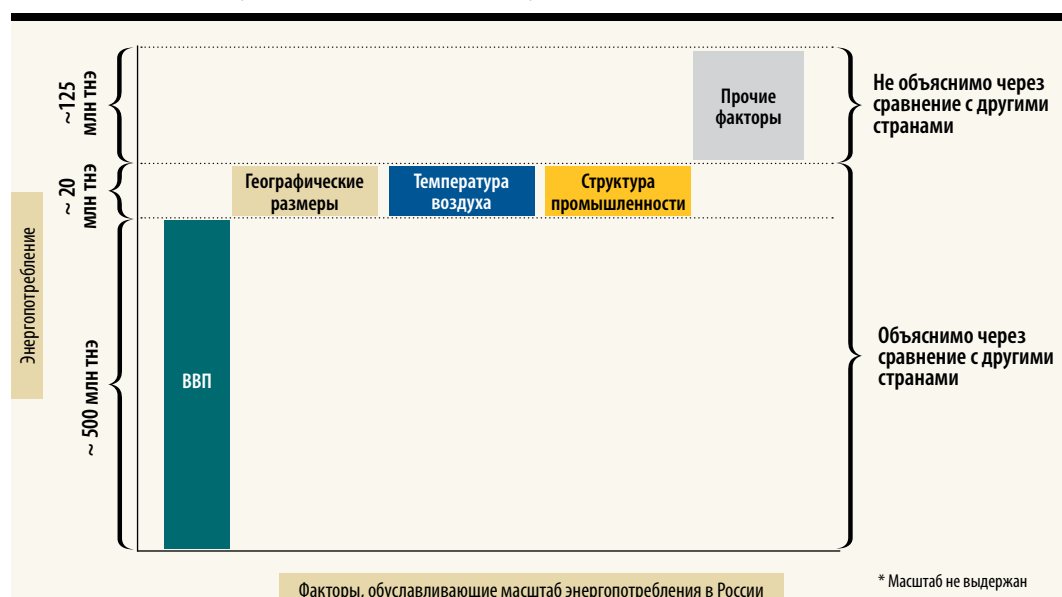 ~125
млн тнэ
Прочие
факторы
Не объяснимо через
сравнение с другими
странами
~ 20
млн тнэ
Географические
размеры
Температура
воздуха
Структура
промышленности
Энергопотребление
~ 500 млн тнэ
ВВП
Объяснимо через
сравнение с другими
странами
* Масштаб не выдержан
Факторы, обуславливающие масштаб энергопотребления в России